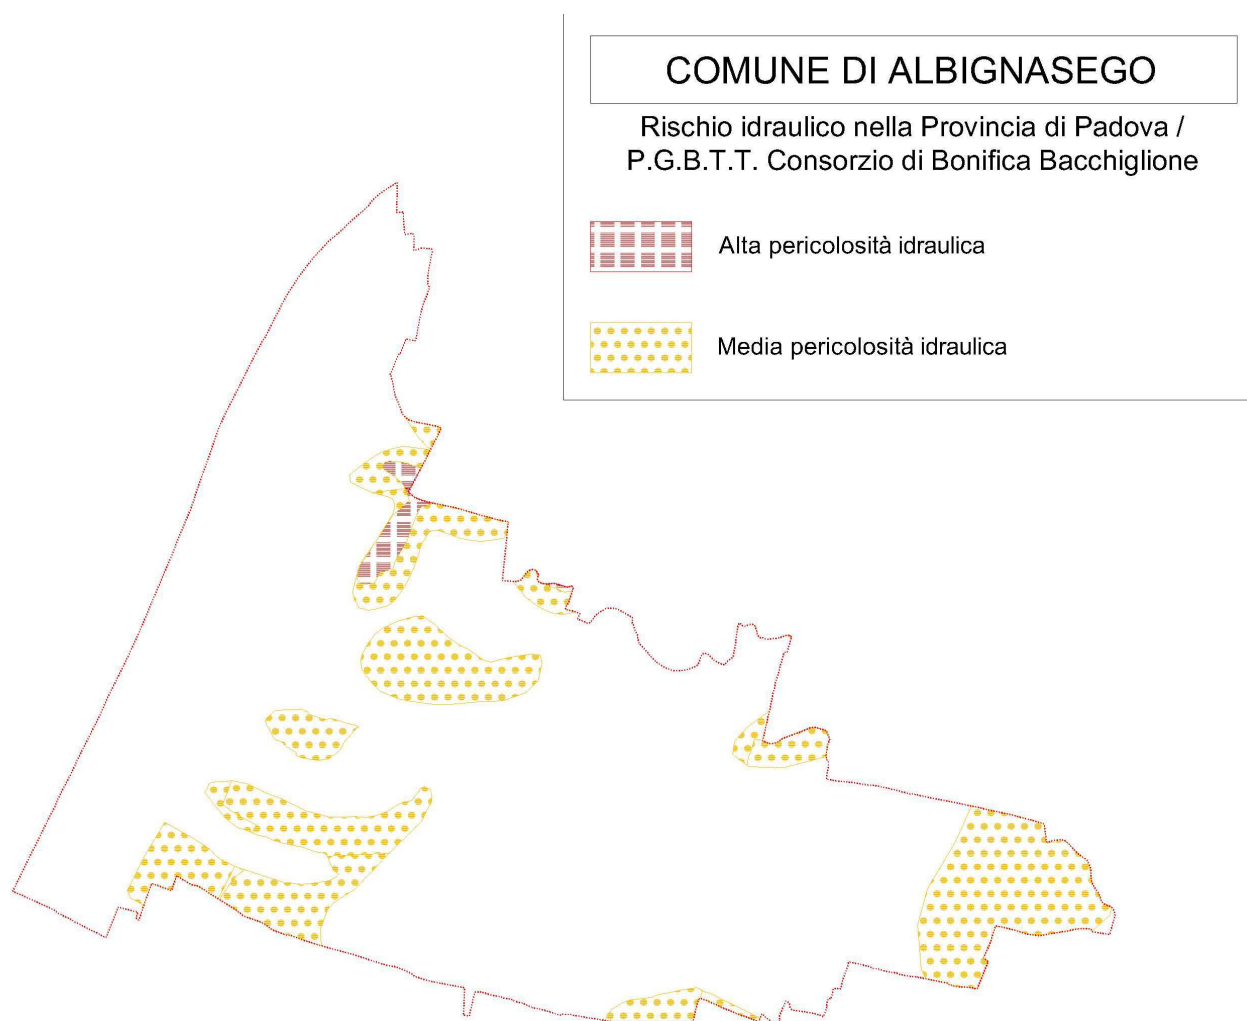 COMUNE DI ALBIGNASEGO
Rischio idraulico nella Provincia di Padova /
P.G.B.T.T. Consorzio di Bonifica Bacchiglione
Alta pericolosità idraulica
Media pericolosità idraulica